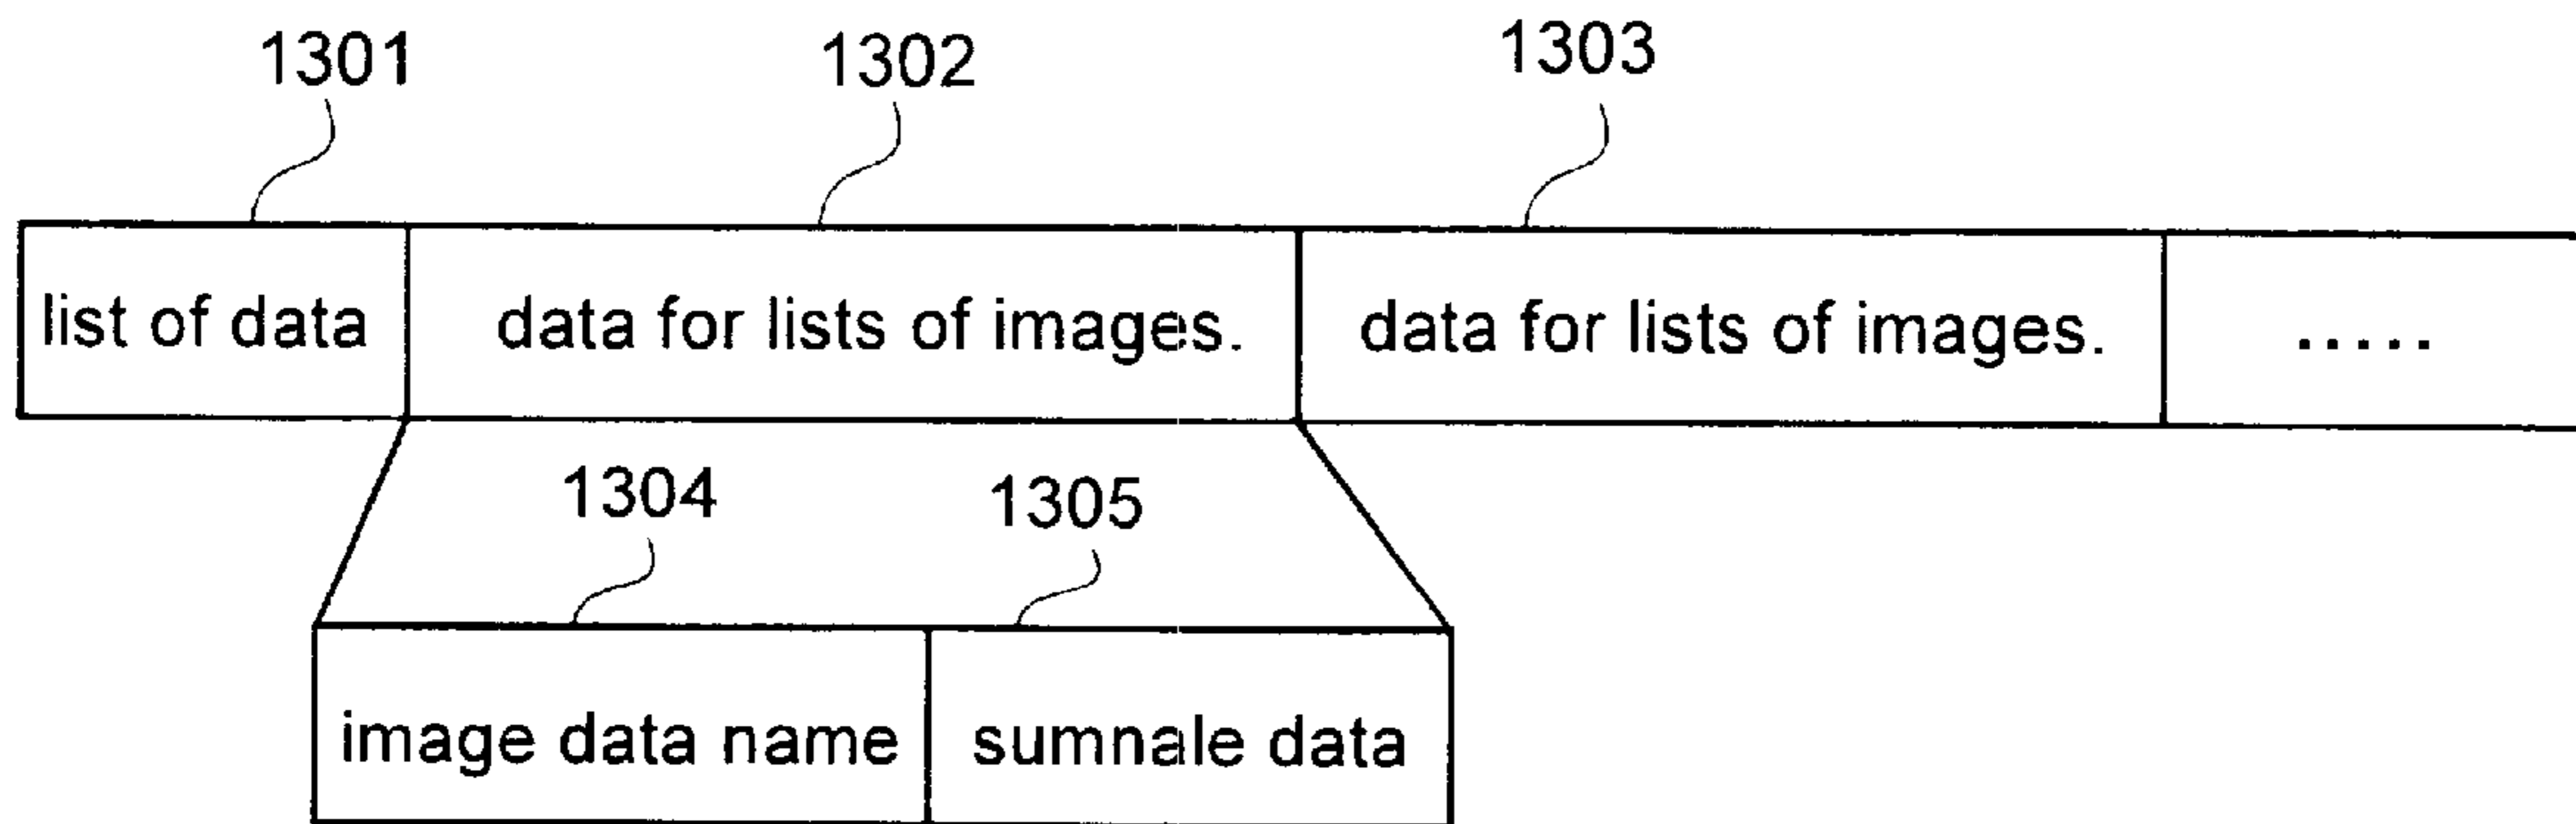 1301 1302 1303
list of data data for lists of images. data for lists of images. .....
1304 1305
image data name sumnale data